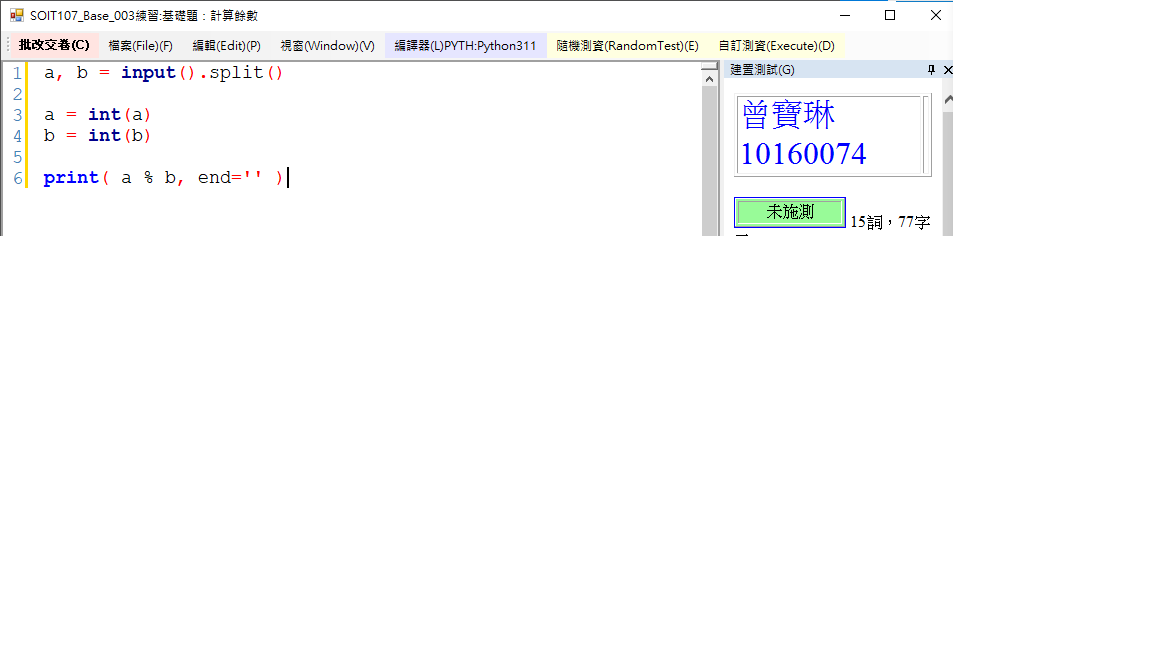 SOIT107_Base_003練習:基礎題：計算餘數
批改交卷(C) 檔案(File)(F) 編輯(Edit)(P) 視窗(Window)(V) 編譯器(L)PYTH:Python311 隨機測資(RandomTest)(E) 自訂測資(Execute)(D)
1 a, b = input().split()
2
3 a = int(a)
4 b = int(b)
5
6 print( a % b, end='' )
建置測試(G)
曾寶琳
10160074
未施測 15詞，77字